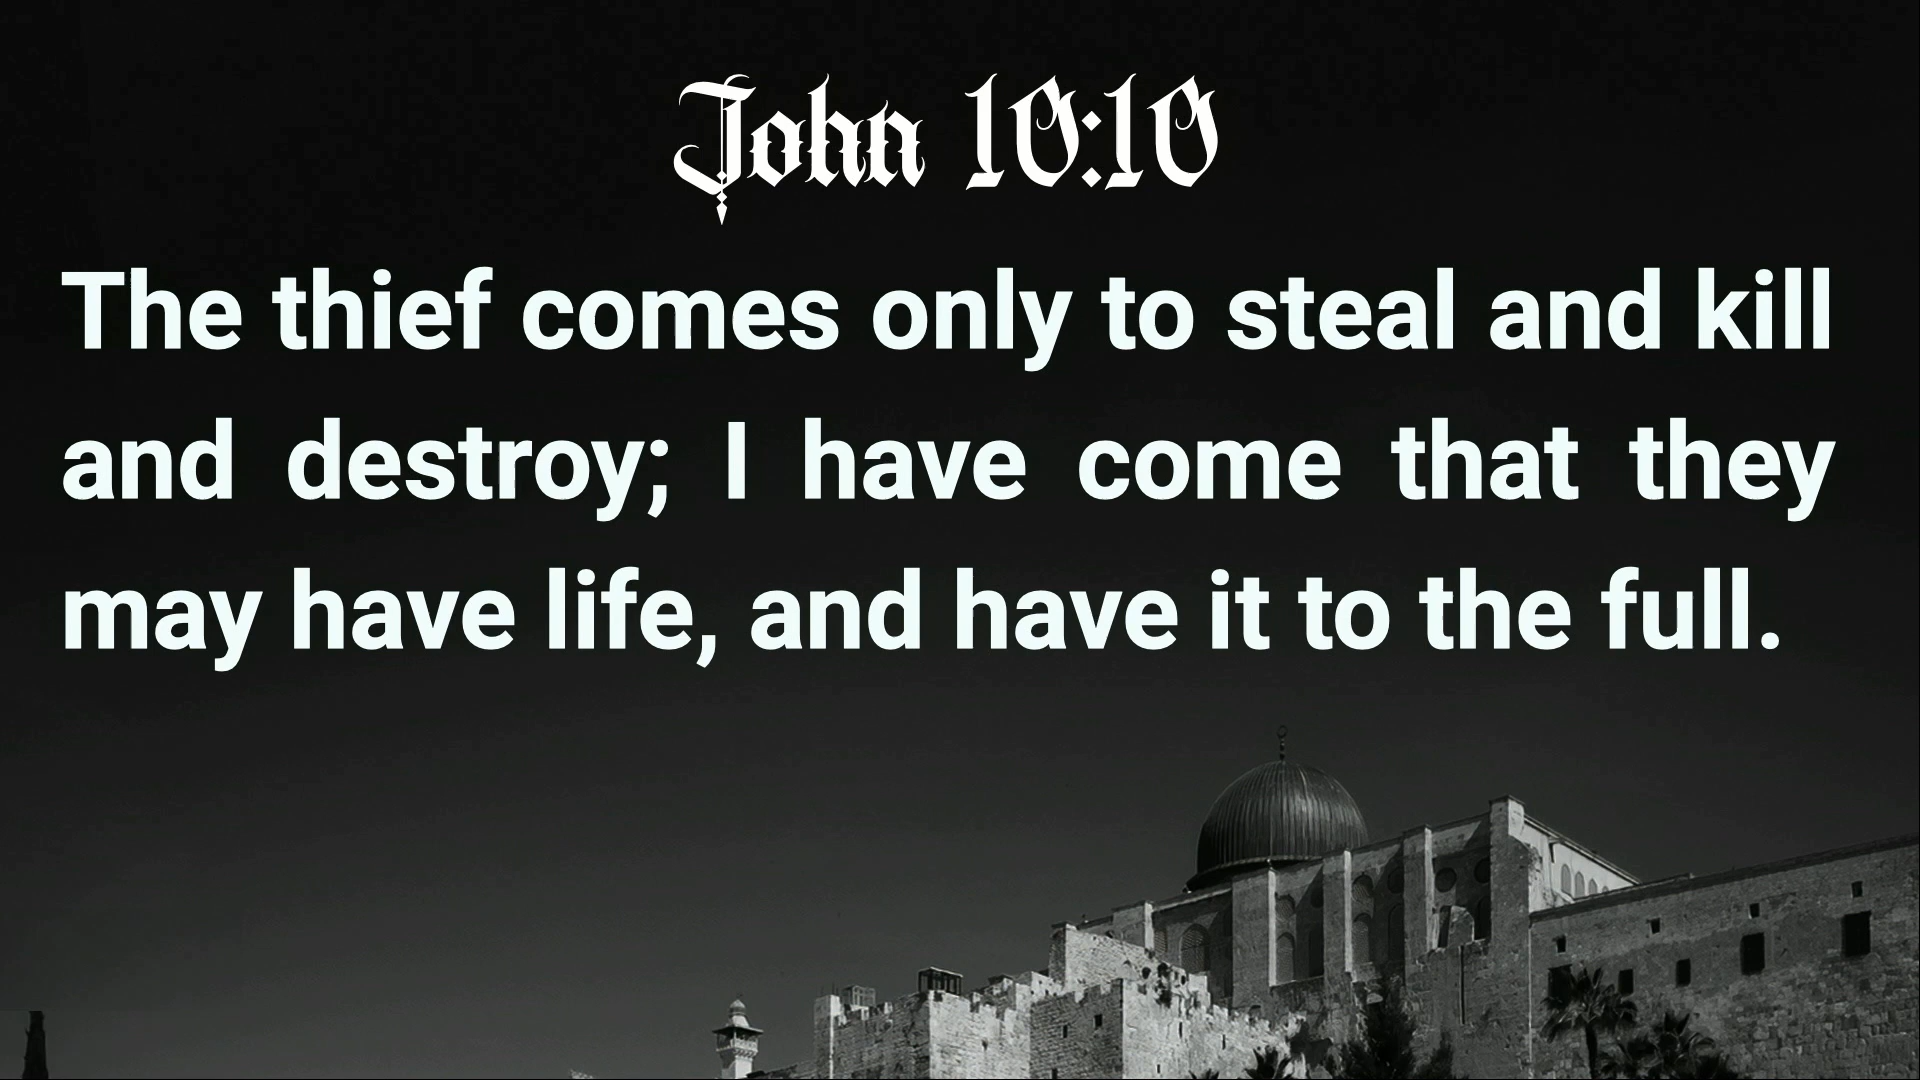 John 10:10
The thief comes only to steal and kill
and destroy; I have come that they
may have life, and have it to the full.